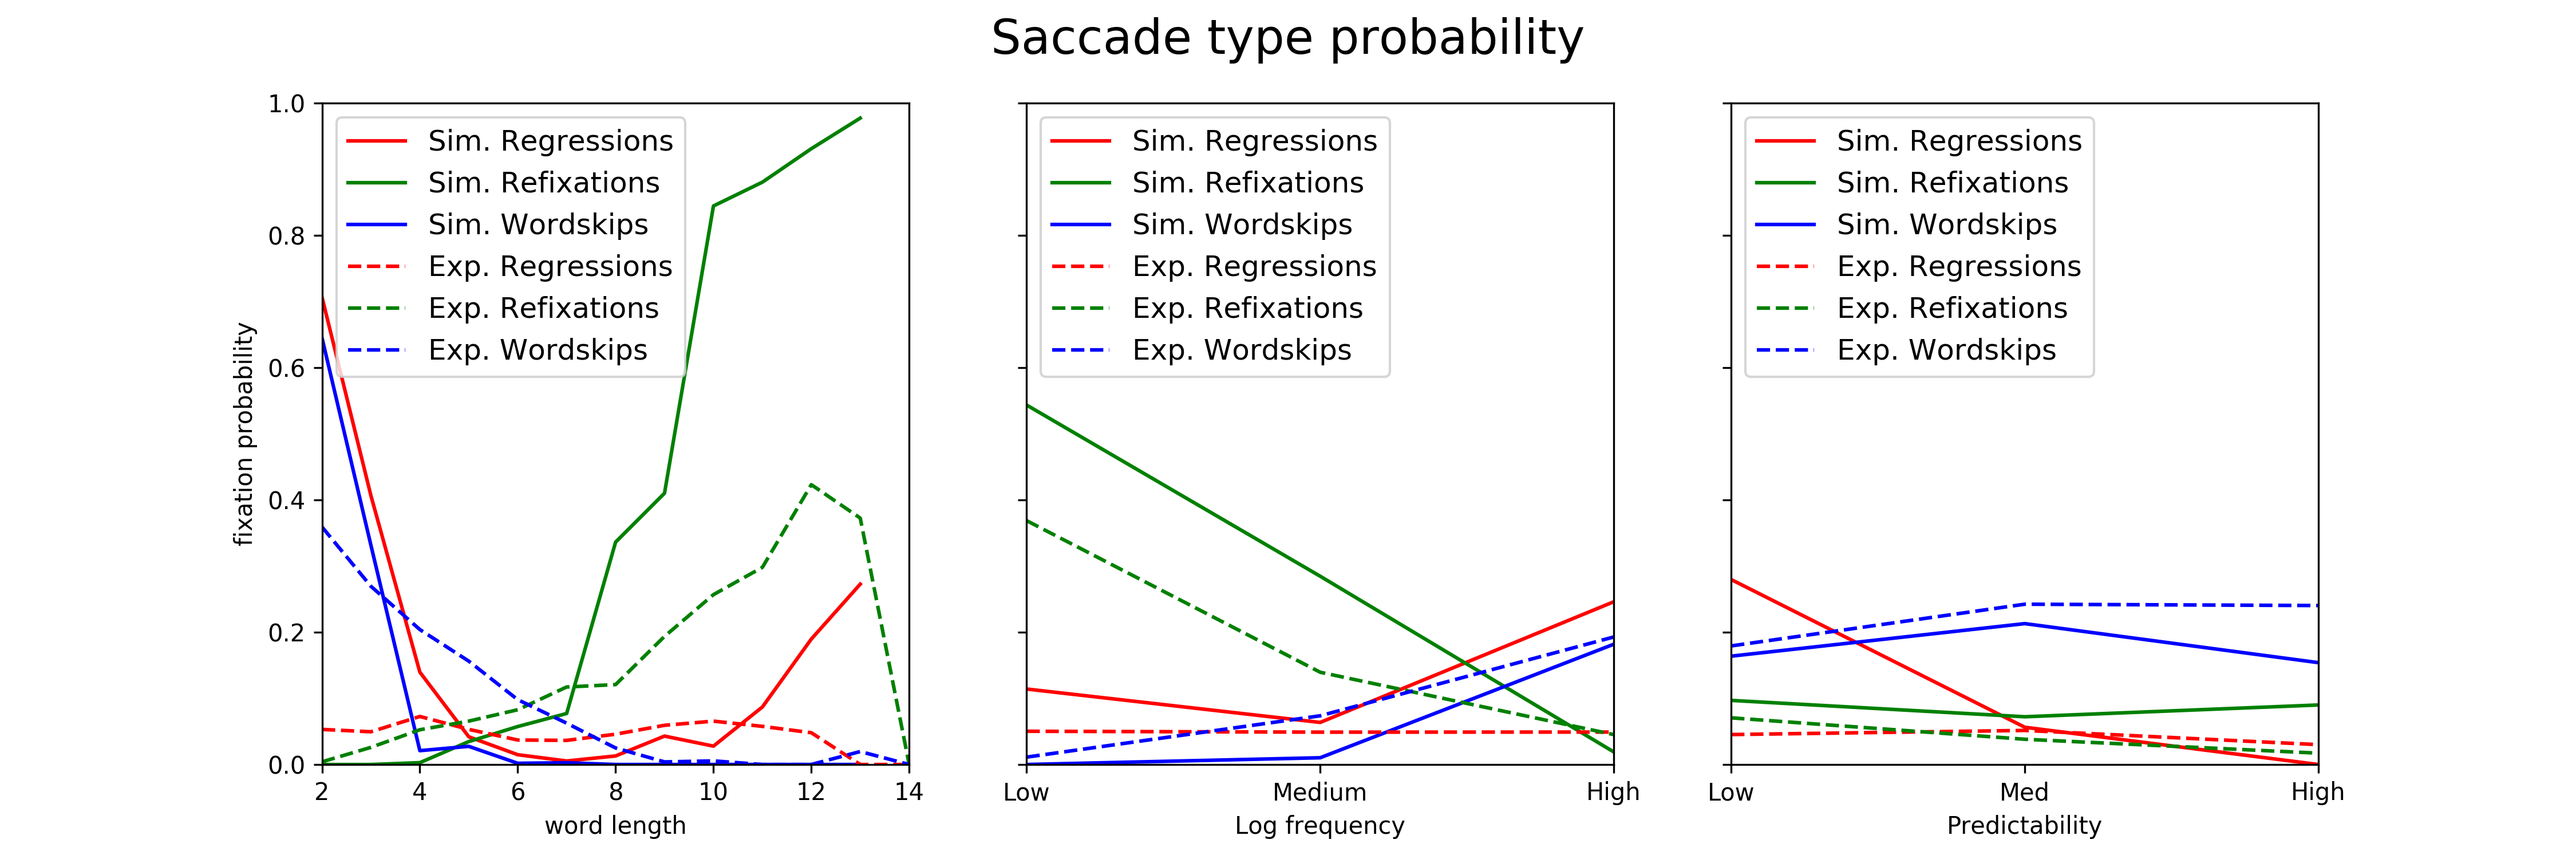 Saccade type probability
fixation probability
1.0
0.8
0.6
0.4
0.2
0.0
Sim. Regressions
Sim. Refixations
Sim. Wordskips
Exp. Regressions
Exp. Refixations
Exp. Wordskips
2 4 6 8 10 12 14
word length
Sim. Regressions
Sim. Refixations
Sim. Wordskips
Exp. Regressions
Exp. Refixations
Exp. Wordskips
Low Medium High
Log frequency
Sim. Regressions
Sim. Refixations
Sim. Wordskips
Exp. Regressions
Exp. Refixations
Exp. Wordskips
Low Med High
Predictability